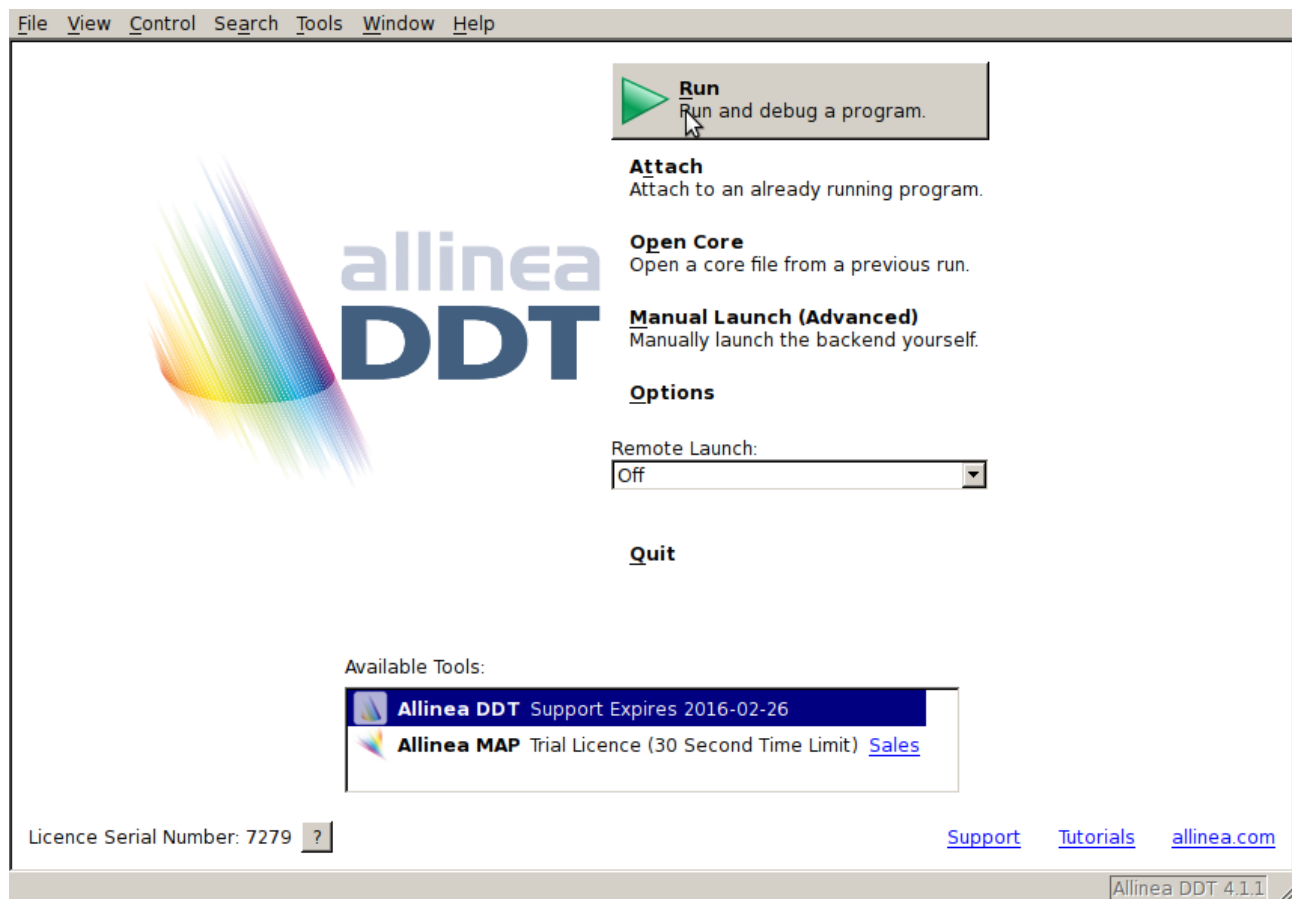 File View Control Search Tools Window Help
Run
Run and debug a program.
Attach
Attach to an already running program.
Open Core
Open a core file from a previous run.
Manual Launch (Advanced)
Manually launch the backend yourself.
Options
Remote Launch:
Off
Quit
allinea
DDT
Available Tools:
Allinea DDT Support Expires 2016-02-26
Allinea MAP Trial Licence (30 Second Time Limit) Sales
Licence Serial Number: 7279 ?
Support Tutorials allinea.com
Allinea DDT 4.1.1